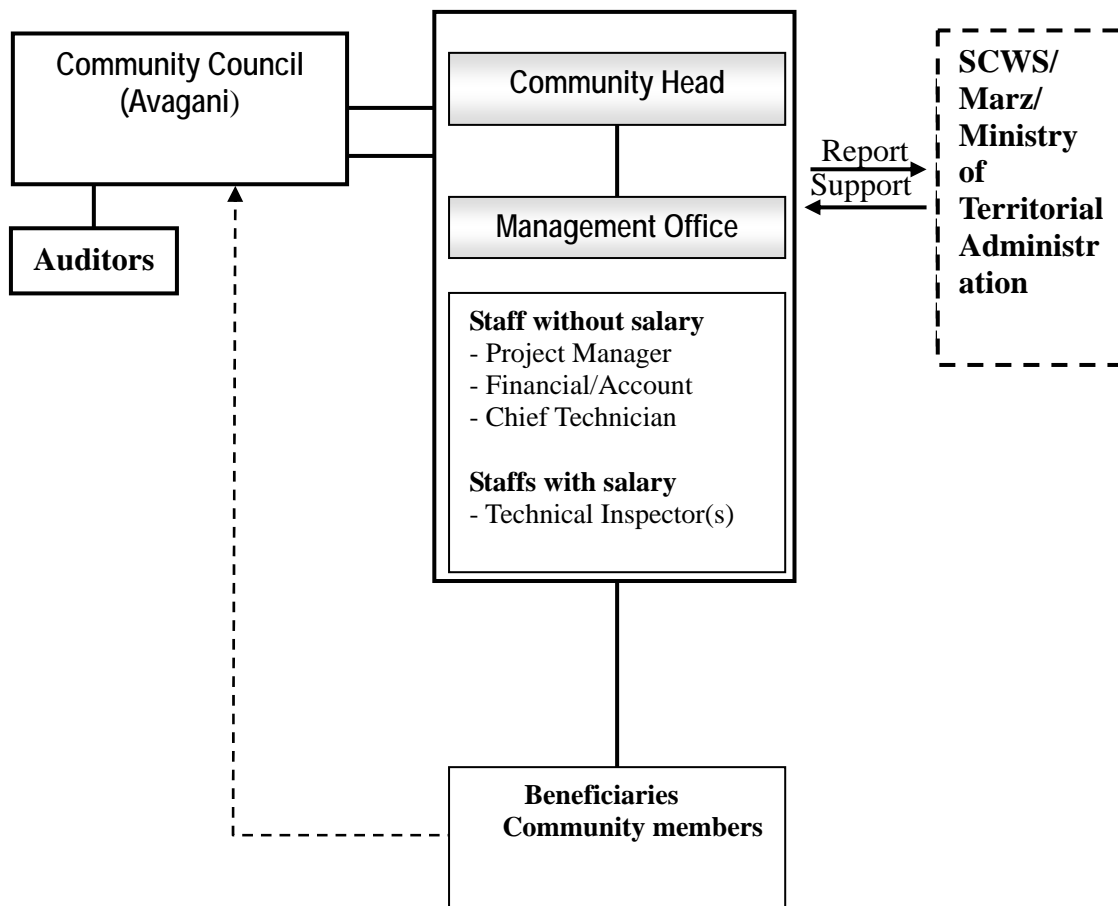 Community Council
(Avagani)
Auditors
Community Head
Management Office
Staff without salary
- Project Manager
- Financial/Account
- Chief Technician
Staffs with salary
- Technical Inspector(s)
Report
Support
SCWS/
Marz/
Ministry
of
Territorial
Administr
ation
Beneficiaries
Community members